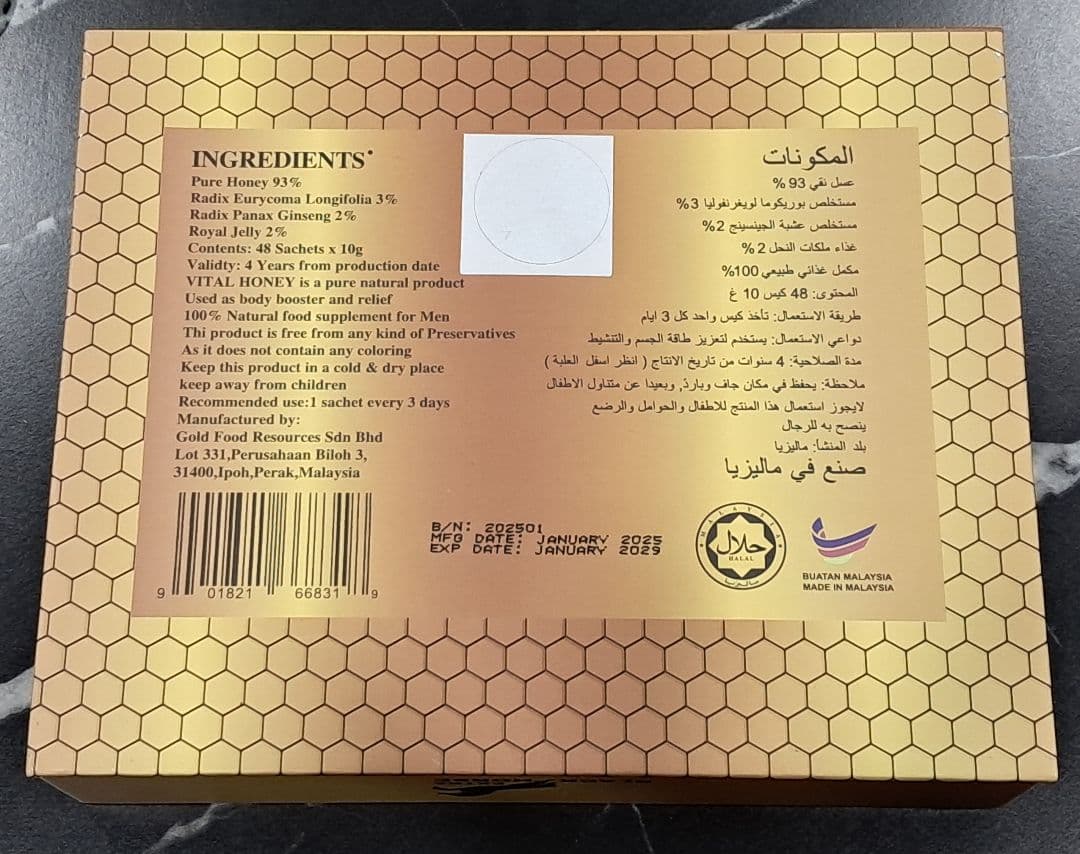 INGREDIENTS
Pure Honey 93%
Radix Eurycoma Longifolia 3%
Radix Panax Ginseng 2%
Royal Jelly 2%
Contents: 48 Sachets x 10g
Validty: 4 Years from production date
VITAL HONEY is a pure natural product
Used as body booster and relief
100% Natural food supplement for Men
Thi product is free from any kind of Preservatives
As it does not contain any coloring
Keep this product in a cold & dry place
keep away from children
Recommended use:1 sachet every 3 days
Manufactured by:
Gold Food Resources Sdn Bhd
Lot 331,Perusahaan Biloh 3,
31400,Ipoh,Perak,Malaysia
9 01821 66831 9
B/N: 202501
MFG DATE: JANUARY 2025
EXP DATE: JANUARY 2029
المكونات
عسل نقي 93 %
مستخلص بوريكوما لويغرنفوليا 3%
مستخلص عشبة الجينسينج 2%
غذاء ملكات النحل 2 %
مكمل غذائي طبيعي 100%
المحتوى: 48 كيس 10 غ
طريقة الاستعمال: تأخذ كيس واحد كل 3 ايام
دواعي الاستعمال: يستخدم لتعزيز طاقة الجسم والتنشيط
مدة الصلاحية: 4 سنوات من تاريخ الانتاج ( انظر اسفل العلبة )
ملاحظة: يحفظ في مكان جاف وبارد, وبعيدا عن متناول الاطفال
لايجوز استعمال هذا المنتج للاطفال والحوامل والرضع
ينصح به للرجال
بلد المنشأ: ماليزيا
صنع في ماليزيا
MALAYSIA
حلال
HALAL
ماليزيا
BUATAN MALAYSIA
MADE IN MALAYSIA